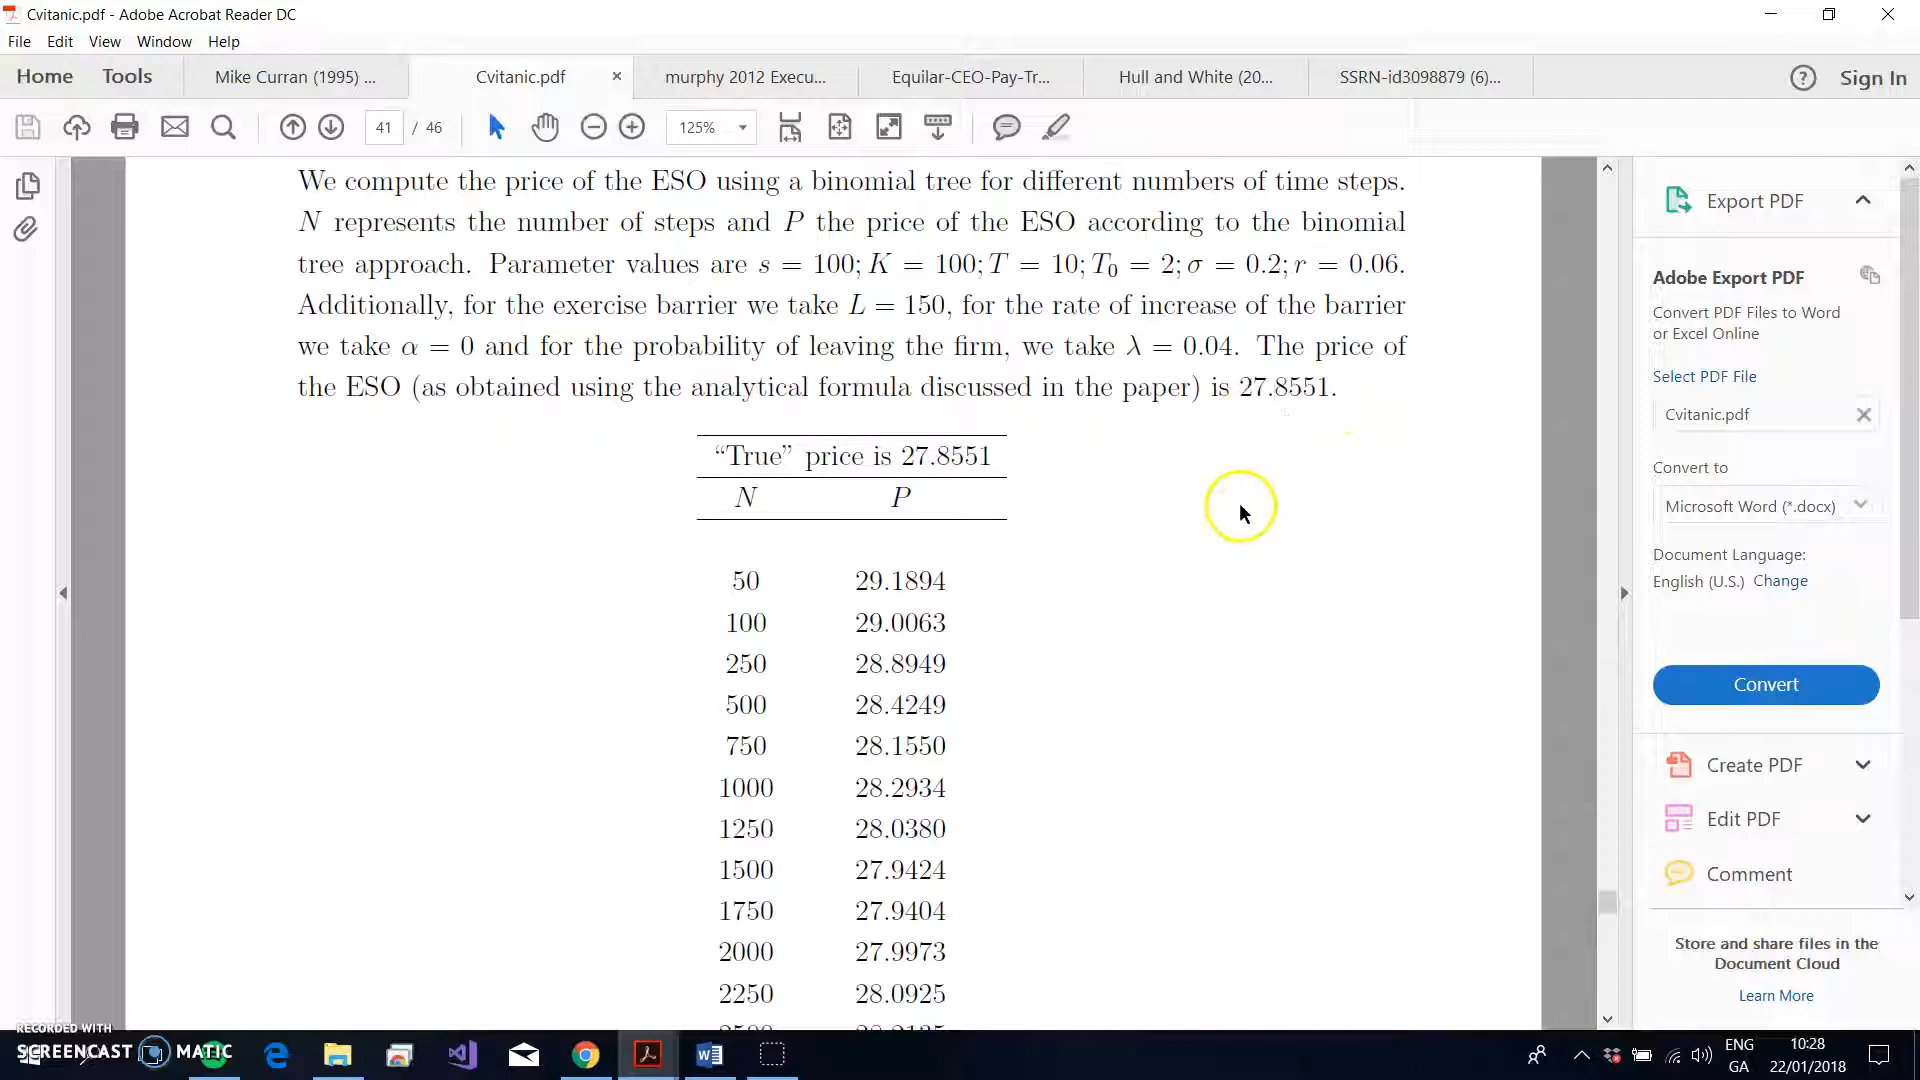 Cvitanic.pdf - Adobe Acrobat Reader DC
File Edit View Window Help
Home Tools Mike Curran (1995) ... Cvitanic.pdf × murphy 2012 Execu... Equilar-CEO-Pay-Tr... Hull and White (20... SSRN-id3098879 (6)... ? Sign In
41 / 46 125%
We compute the price of the ESO using a binomial tree for different numbers of time steps.
N represents the number of steps and P the price of the ESO according to the binomial
tree approach. Parameter values are s = 100; K = 100; T = 10; T₀ = 2; σ = 0.2; r = 0.06.
Additionally, for the exercise barrier we take L = 150, for the rate of increase of the barrier
we take α = 0 and for the probability of leaving the firm, we take λ = 0.04. The price of
the ESO (as obtained using the analytical formula discussed in the paper) is 27.8551.
“True” price is 27.8551
N P
50 29.1894
100 29.0063
250 28.8949
500 28.4249
750 28.1550
1000 28.2934
1250 28.0380
1500 27.9424
1750 27.9404
2000 27.9973
2250 28.0925
Export PDF
Adobe Export PDF
Convert PDF Files to Word
or Excel Online
Select PDF File
Cvitanic.pdf
Convert to
Microsoft Word (*.docx)
Document Language:
English (U.S.) Change
Convert
Create PDF
Edit PDF
Comment
Store and share files in the
Document Cloud
Learn More
RECORDED WITH
SCREENCAST MATIC
ENG
GA
10:28
22/01/2018